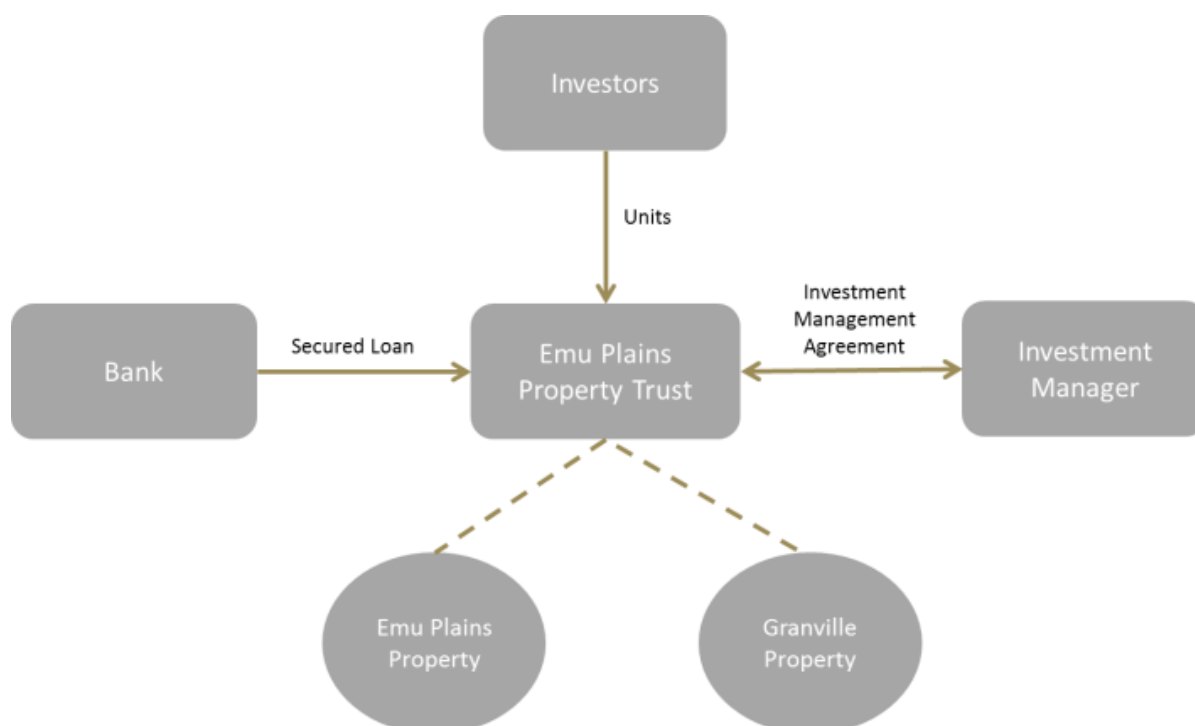 Investors
Units
Investment
Management
Agreement
Secured Loan
Bank
Emu Plains
Property Trust
Investment
Manager
Emu Plains
Property
Granville
Property